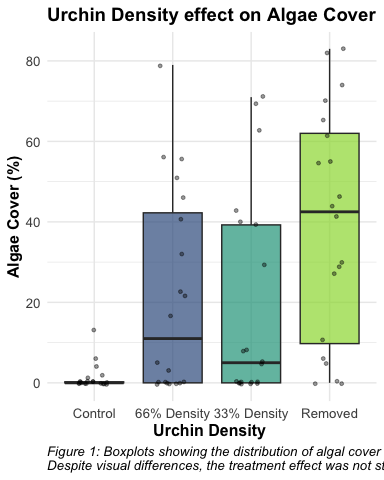 Urchin Density effect on Algae Cover
Algae Cover (%)
80
60
40
20
0
Control 66% Density 33% Density Removed
Urchin Density
Figure 1: Boxplots showing the distribution of algal cover
Despite visual differences, the treatment effect was not st